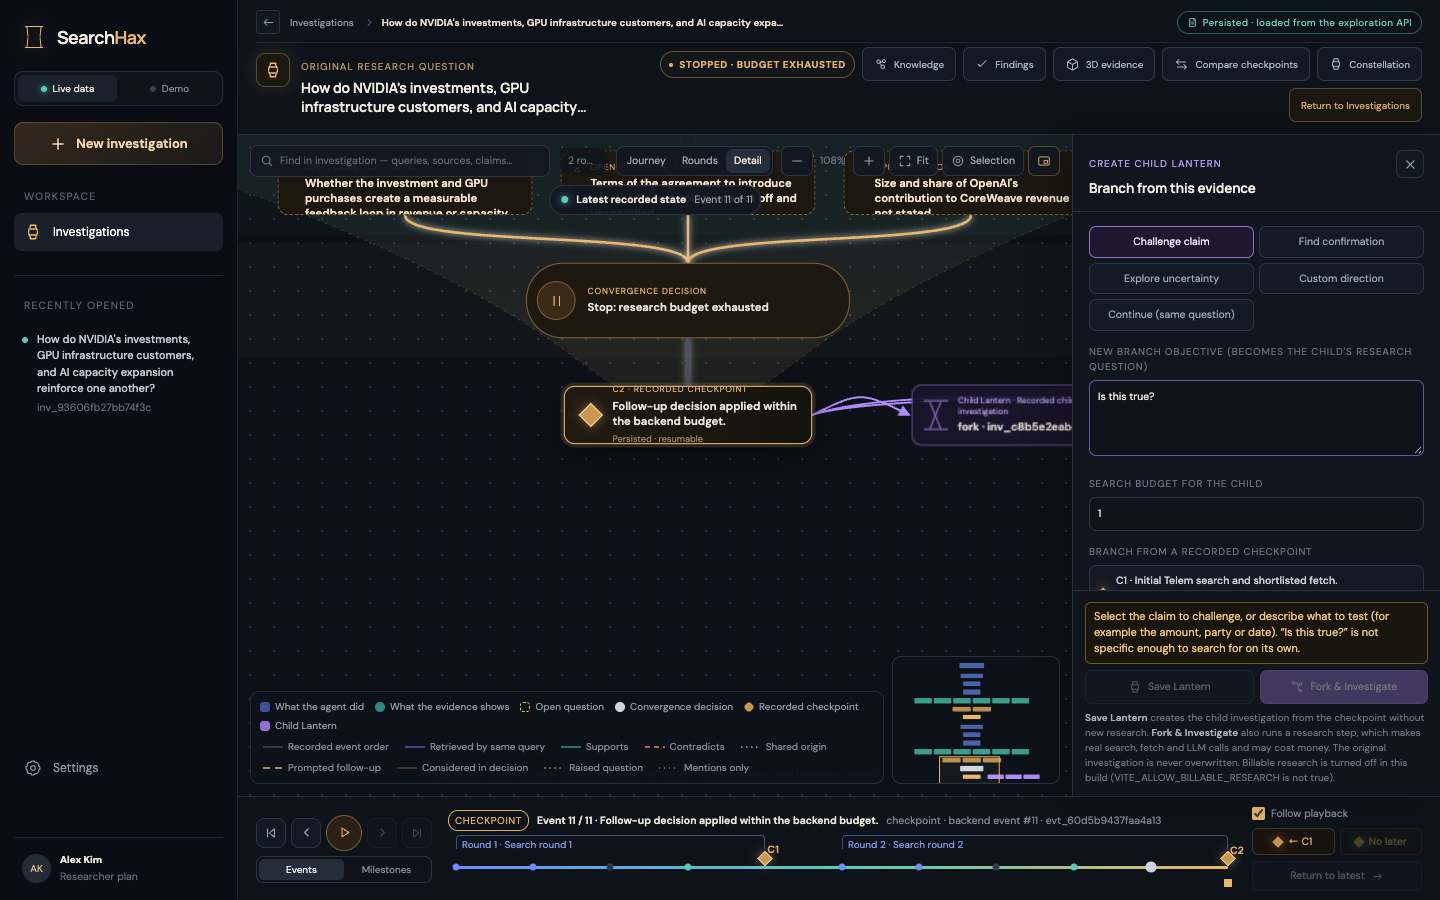 SearchHax
Live data
Demo
New investigation
WORKSPACE
Investigations
RECENTLY OPENED
How do NVIDIA's investments,
GPU infrastructure customers,
and AI capacity expansion
reinforce one another?
inv_93606fb27bb74f3c
Settings
AK
Alex Kim
Researcher plan
Investigations
How do NVIDIA's investments, GPU infrastructure customers, and AI capacity expa...
Persisted · loaded from the exploration API
ORIGINAL RESEARCH QUESTION
How do NVIDIA's investments, GPU
infrastructure customers, and AI capacity...
STOPPED · BUDGET EXHAUSTED
Knowledge
Findings
3D evidence
Compare checkpoints
Constellation
Return to Investigations
Find in investigation — queries, sources, claims...
2 ro...
Journey
Rounds
Detail
108%
Fit
Selection
Whether the investment and GPU
purchases create a measurable
feedback loop in revenue or capacity
Terms of the agreement to introduce
off and
Size and share of OpenAI's
contribution to CoreWeave revenue
not stated
Latest recorded state
Event 11 of 11
CONVERGENCE DECISION
Stop: research budget exhausted
C2 · RECORDED CHECKPOINT
Follow-up decision applied within
the backend budget.
Persisted · resumable
Child Lantern · Recorded chil
investigation
fork · inv_c8b5e2eab
What the agent did
What the evidence shows
Open question
Convergence decision
Recorded checkpoint
Child Lantern
Recorded event order
Retrieved by same query
Supports
Contradicts
Shared origin
Prompted follow-up
Considered in decision
Raised question
Mentions only
CREATE CHILD LANTERN
Branch from this evidence
Challenge claim
Find confirmation
Explore uncertainty
Custom direction
Continue (same question)
NEW BRANCH OBJECTIVE (BECOMES THE CHILD'S RESEARCH
QUESTION)
Is this true?
SEARCH BUDGET FOR THE CHILD
1
BRANCH FROM A RECORDED CHECKPOINT
C1 · Initial Telem search and shortlisted fetch.
Select the claim to challenge, or describe what to test (for
example the amount, party or date). "Is this true?" is not
specific enough to search for on its own.
Save Lantern
Fork & Investigate
Save Lantern creates the child investigation from the checkpoint without
new research. Fork & Investigate also runs a research step, which makes
real search, fetch and LLM calls and may cost money. The original
investigation is never overwritten. Billable research is turned off in this
build (VITE_ALLOW_BILLABLE_RESEARCH is not true).
Events
Milestones
CHECKPOINT
Event 11 / 11 · Follow-up decision applied within the backend budget.
checkpoint · backend event #11 · evt_60d5b9437faa4a13
Round 1 · Search round 1
C1
Round 2 · Search round 2
C2
Follow playback
← C1
No later
Return to latest →